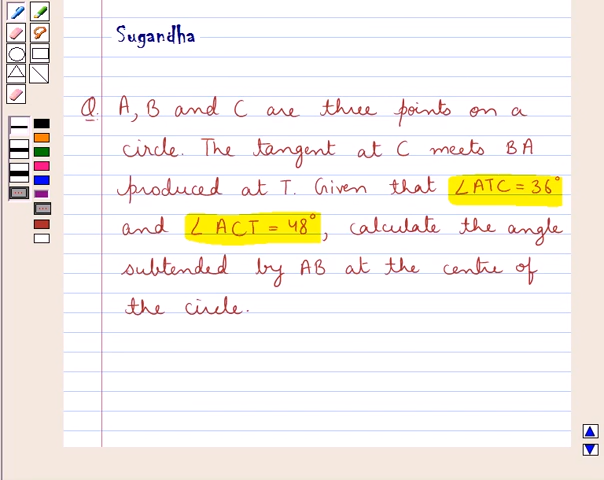 Sugandha
Q. A, B and C are three points on a
circle. The tangent at C meets BA
produced at T. Given that ∠ATC = 36°
and ∠ACT = 48°, calculate the angle
subtended by AB at the centre of
the circle.